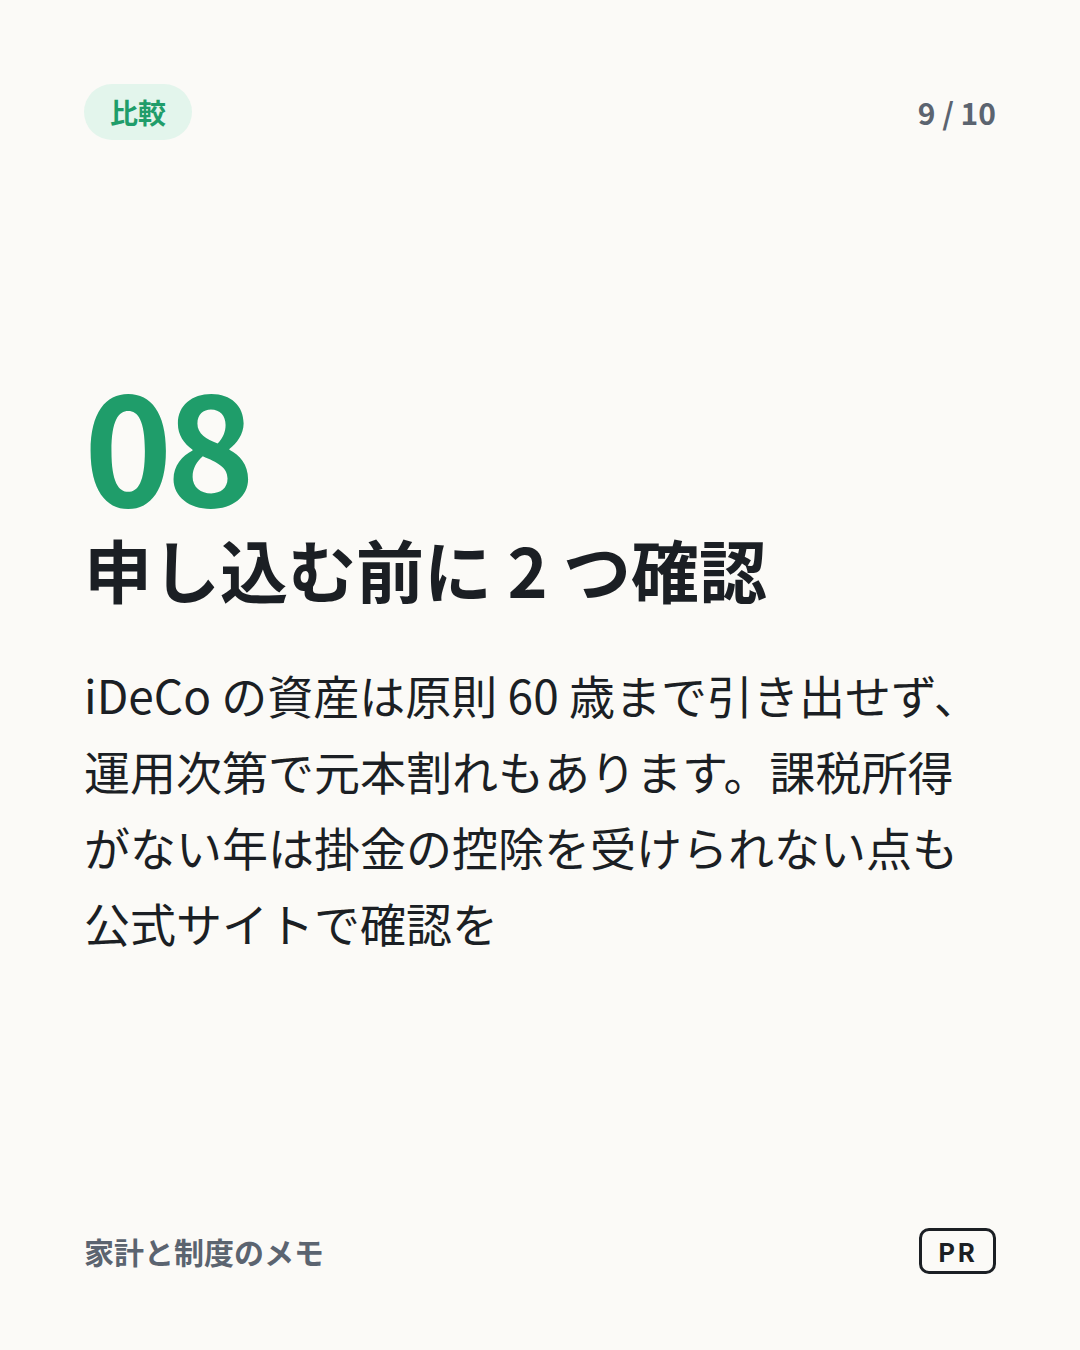 比較
9 / 10
08
申し込む前に 2 つ確認
iDeCo の資産は原則 60 歳まで引き出せず、
運用次第で元本割れもあります。課税所得
がない年は掛金の控除を受けられない点も
公式サイトで確認を
家計と制度のメモ
PR